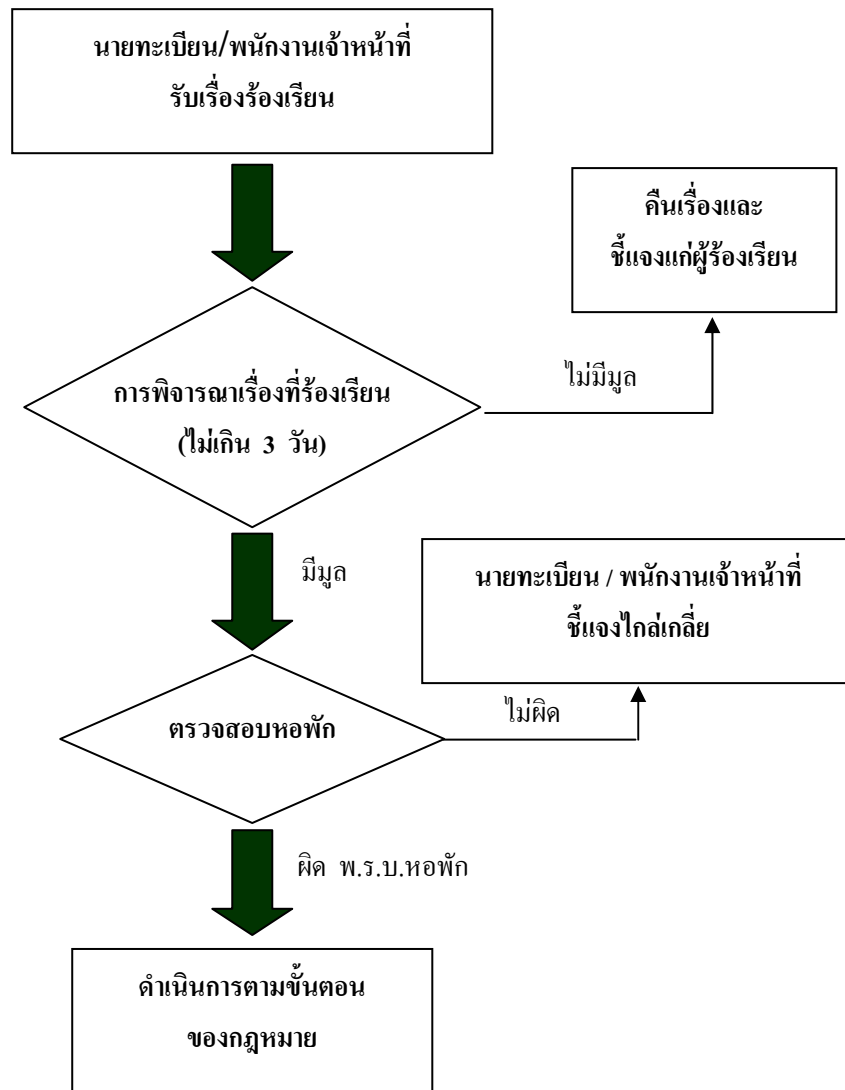 นายทะเบียน/พนักงานเจ้าหน้าที่
รับเรื่องร้องเรียน
คืนเรื่องและ
ชี้แจงแก่ผู้ร้องเรียน
ไม่มีมูล
การพิจารณาเรื่องที่ร้องเรียน
(ไม่เกิน 3 วัน)
มีมูล
นายทะเบียน / พนักงานเจ้าหน้าที่
ชี้แจงไกล่เกลี่ย
ไม่ผิด
ตรวจสอบหอพัก
ผิด พ.ร.บ.หอพัก
ดำเนินการตามขั้นตอน
ของกฎหมาย